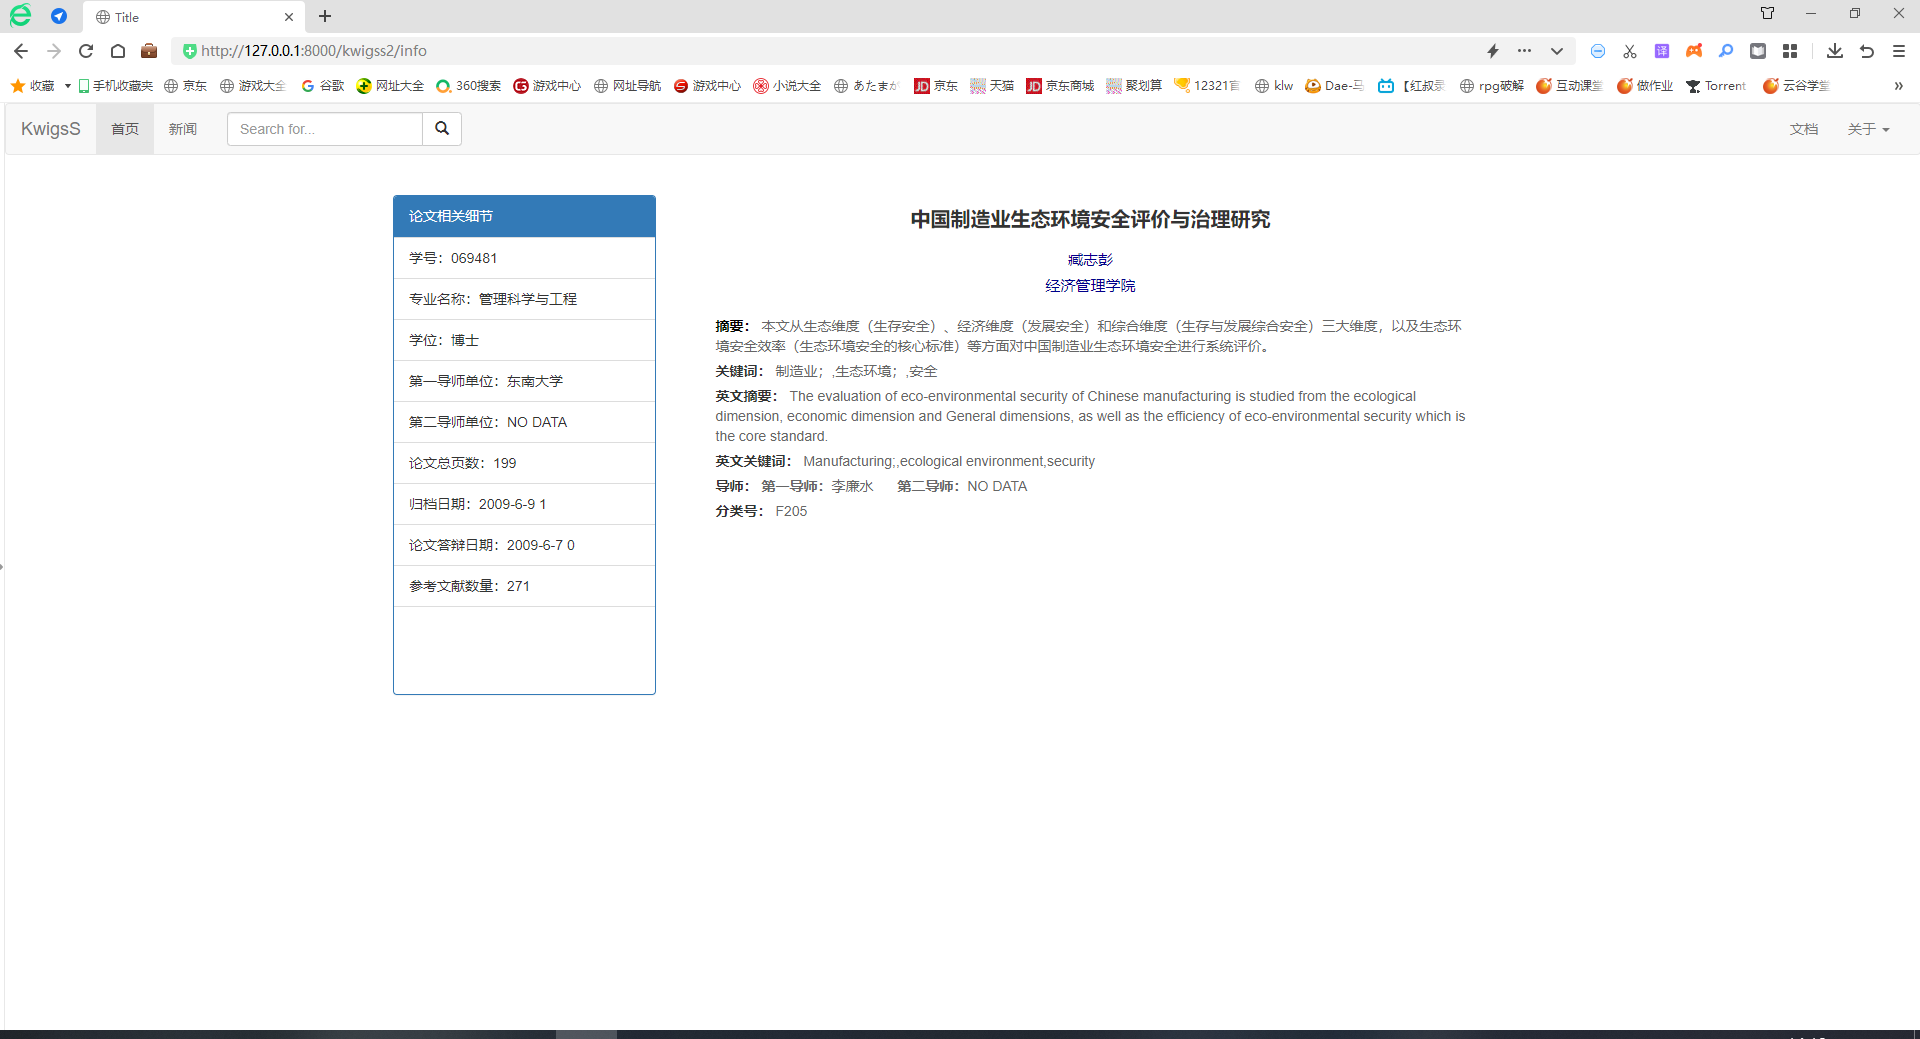 Title
http://127.0.0.1:8000/kwigss2/info
收藏 手机收藏夹 京东 游戏大全 谷歌 网址大全 360搜索 游戏中心 网址导航 游戏中心 小说大全 あたまが 京东 天猫 京东商城 聚划算 12321官 klw Dae-马 【红叔景 rpg破解 互动课堂 做作业 Torrent 云谷学堂 »
KwigsS 首页 新闻 Search for... 文档 关于
论文相关细节
学号：069481
专业名称：管理科学与工程
学位：博士
第一导师单位：东南大学
第二导师单位：NO DATA
论文总页数：199
归档日期：2009-6-9 1
论文答辩日期：2009-6-7 0
参考文献数量：271
中国制造业生态环境安全评价与治理研究
臧志彭
经济管理学院
摘要： 本文从生态维度（生存安全）、经济维度（发展安全）和综合维度（生存与发展综合安全）三大维度，以及生态环
境安全效率（生态环境安全的核心标准）等方面对中国制造业生态环境安全进行系统评价。
关键词： 制造业；,生态环境；,安全
英文摘要： The evaluation of eco-environmental security of Chinese manufacturing is studied from the ecological
dimension, economic dimension and General dimensions, as well as the efficiency of eco-environmental security which is
the core standard.
英文关键词： Manufacturing;,ecological environment,security
导师： 第一导师：李廉水 第二导师：NO DATA
分类号： F205